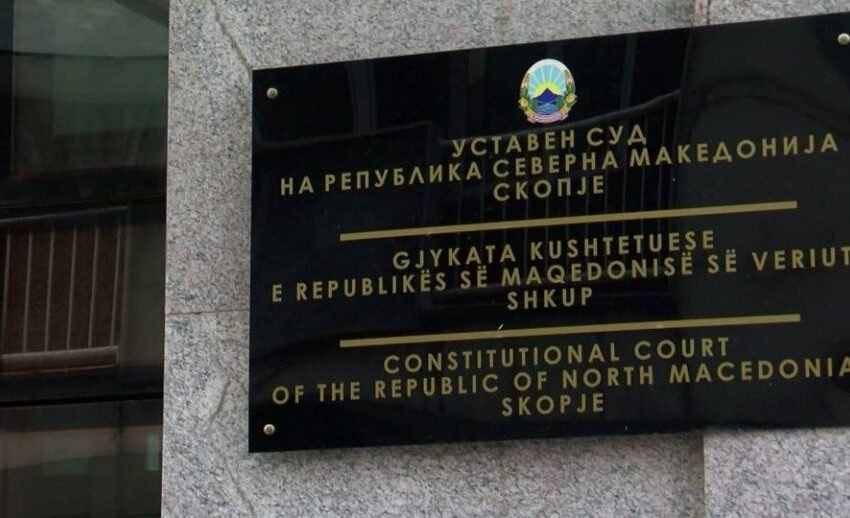 УСТАВЕН СУД
НА РЕПУБЛИКА СЕВЕРНА МАКЕДОНИЈА
СКОПЈЕ
GJYKATA KUSHTETUESE
E REPUBLIKËS SË MAQEDONISË SË VERIUT
SHKUP
CONSTITUTIONAL COURT
OF THE REPUBLIC OF NORTH MACEDONIA
SKOPJE